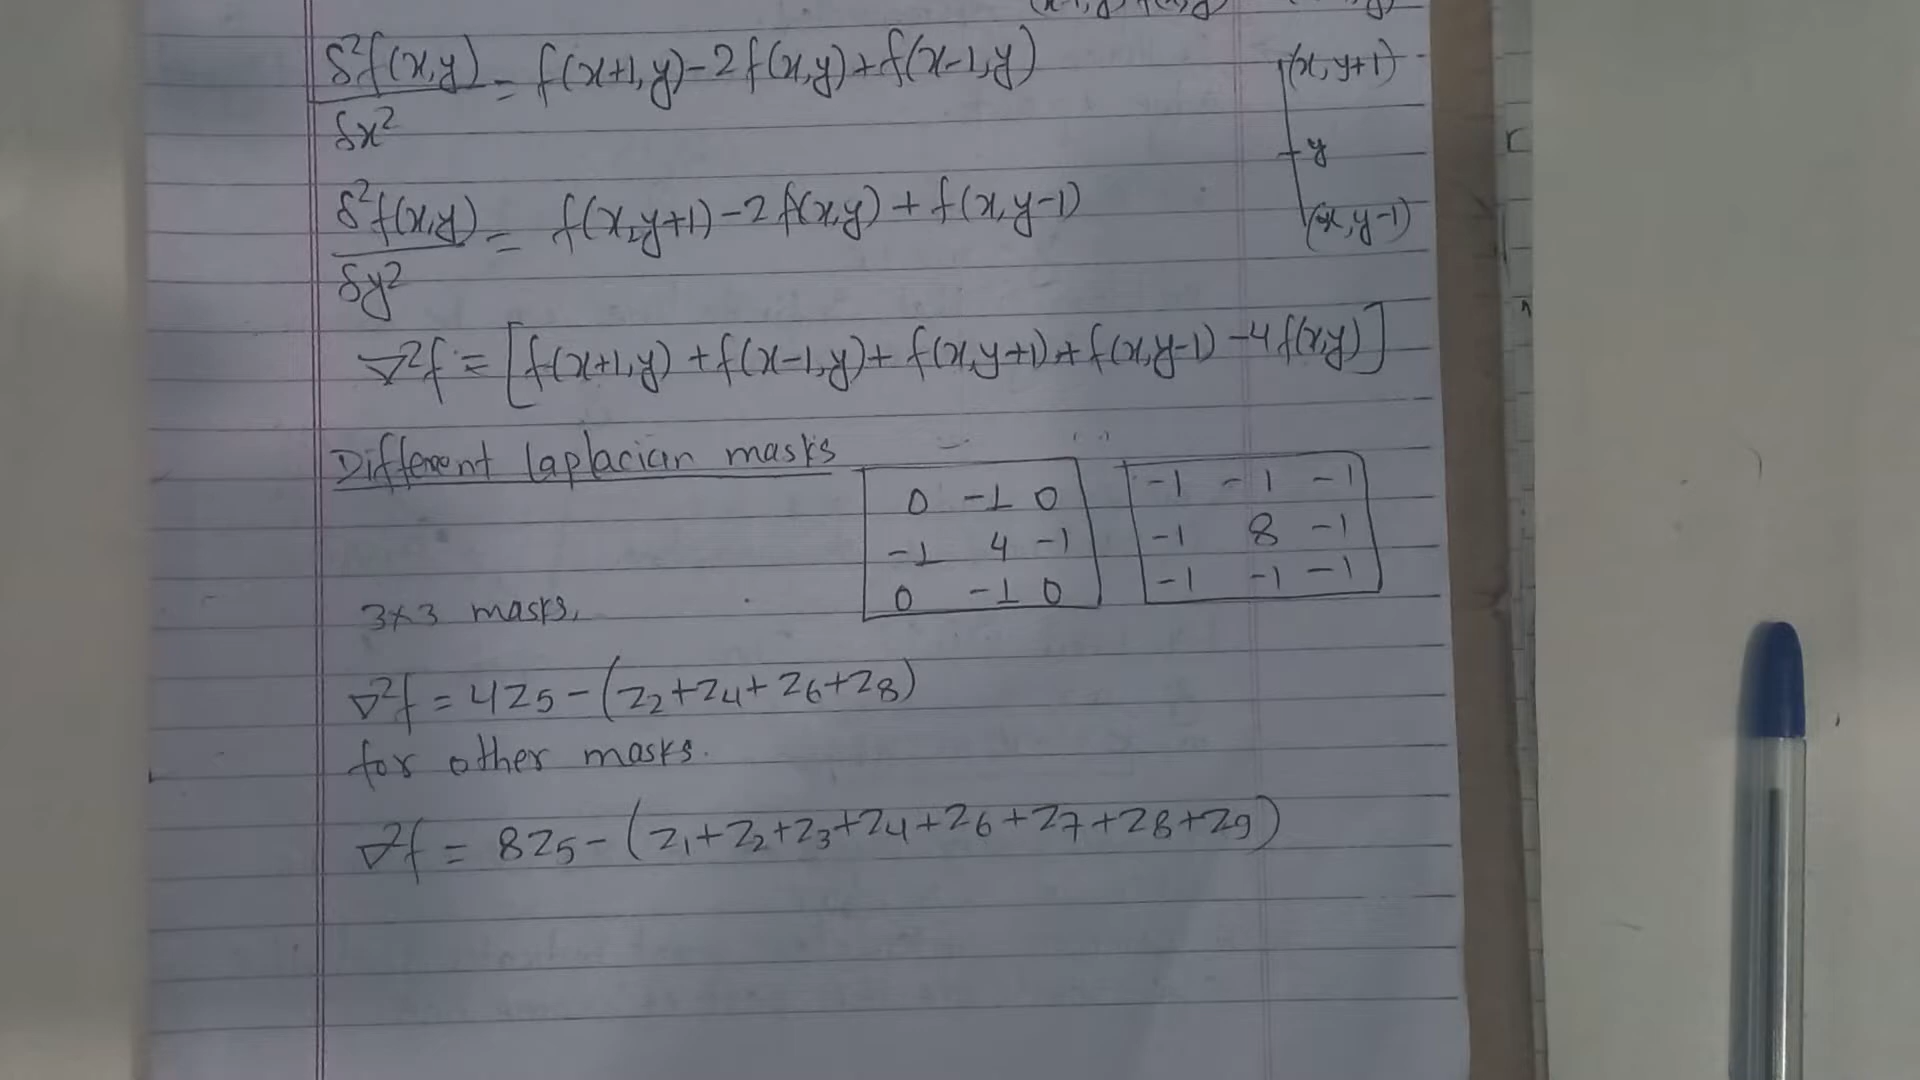 δ²f(x,y) = f(x+1,y)-2f(x,y)+f(x-1,y)
δx²
(x,y+1)
y
(x,y-1)
δ²f(x,y) = f(x,y+1)-2f(x,y)+f(x,y-1)
δy²
∇²f = [f(x+1,y)+f(x-1,y)+f(x,y+1)+f(x,y-1)-4f(x,y)]
Different laplacian masks
0 -1 0
-1 4 -1
0 -1 0
-1 -1 -1
-1 8 -1
-1 -1 -1
3x3 masks,
∇²f = 4Z5-(Z2+Z4+Z6+Z8)
for other masks.
∇²f = 8Z5-(Z1+Z2+Z3+Z4+Z6+Z7+Z8+Z9)